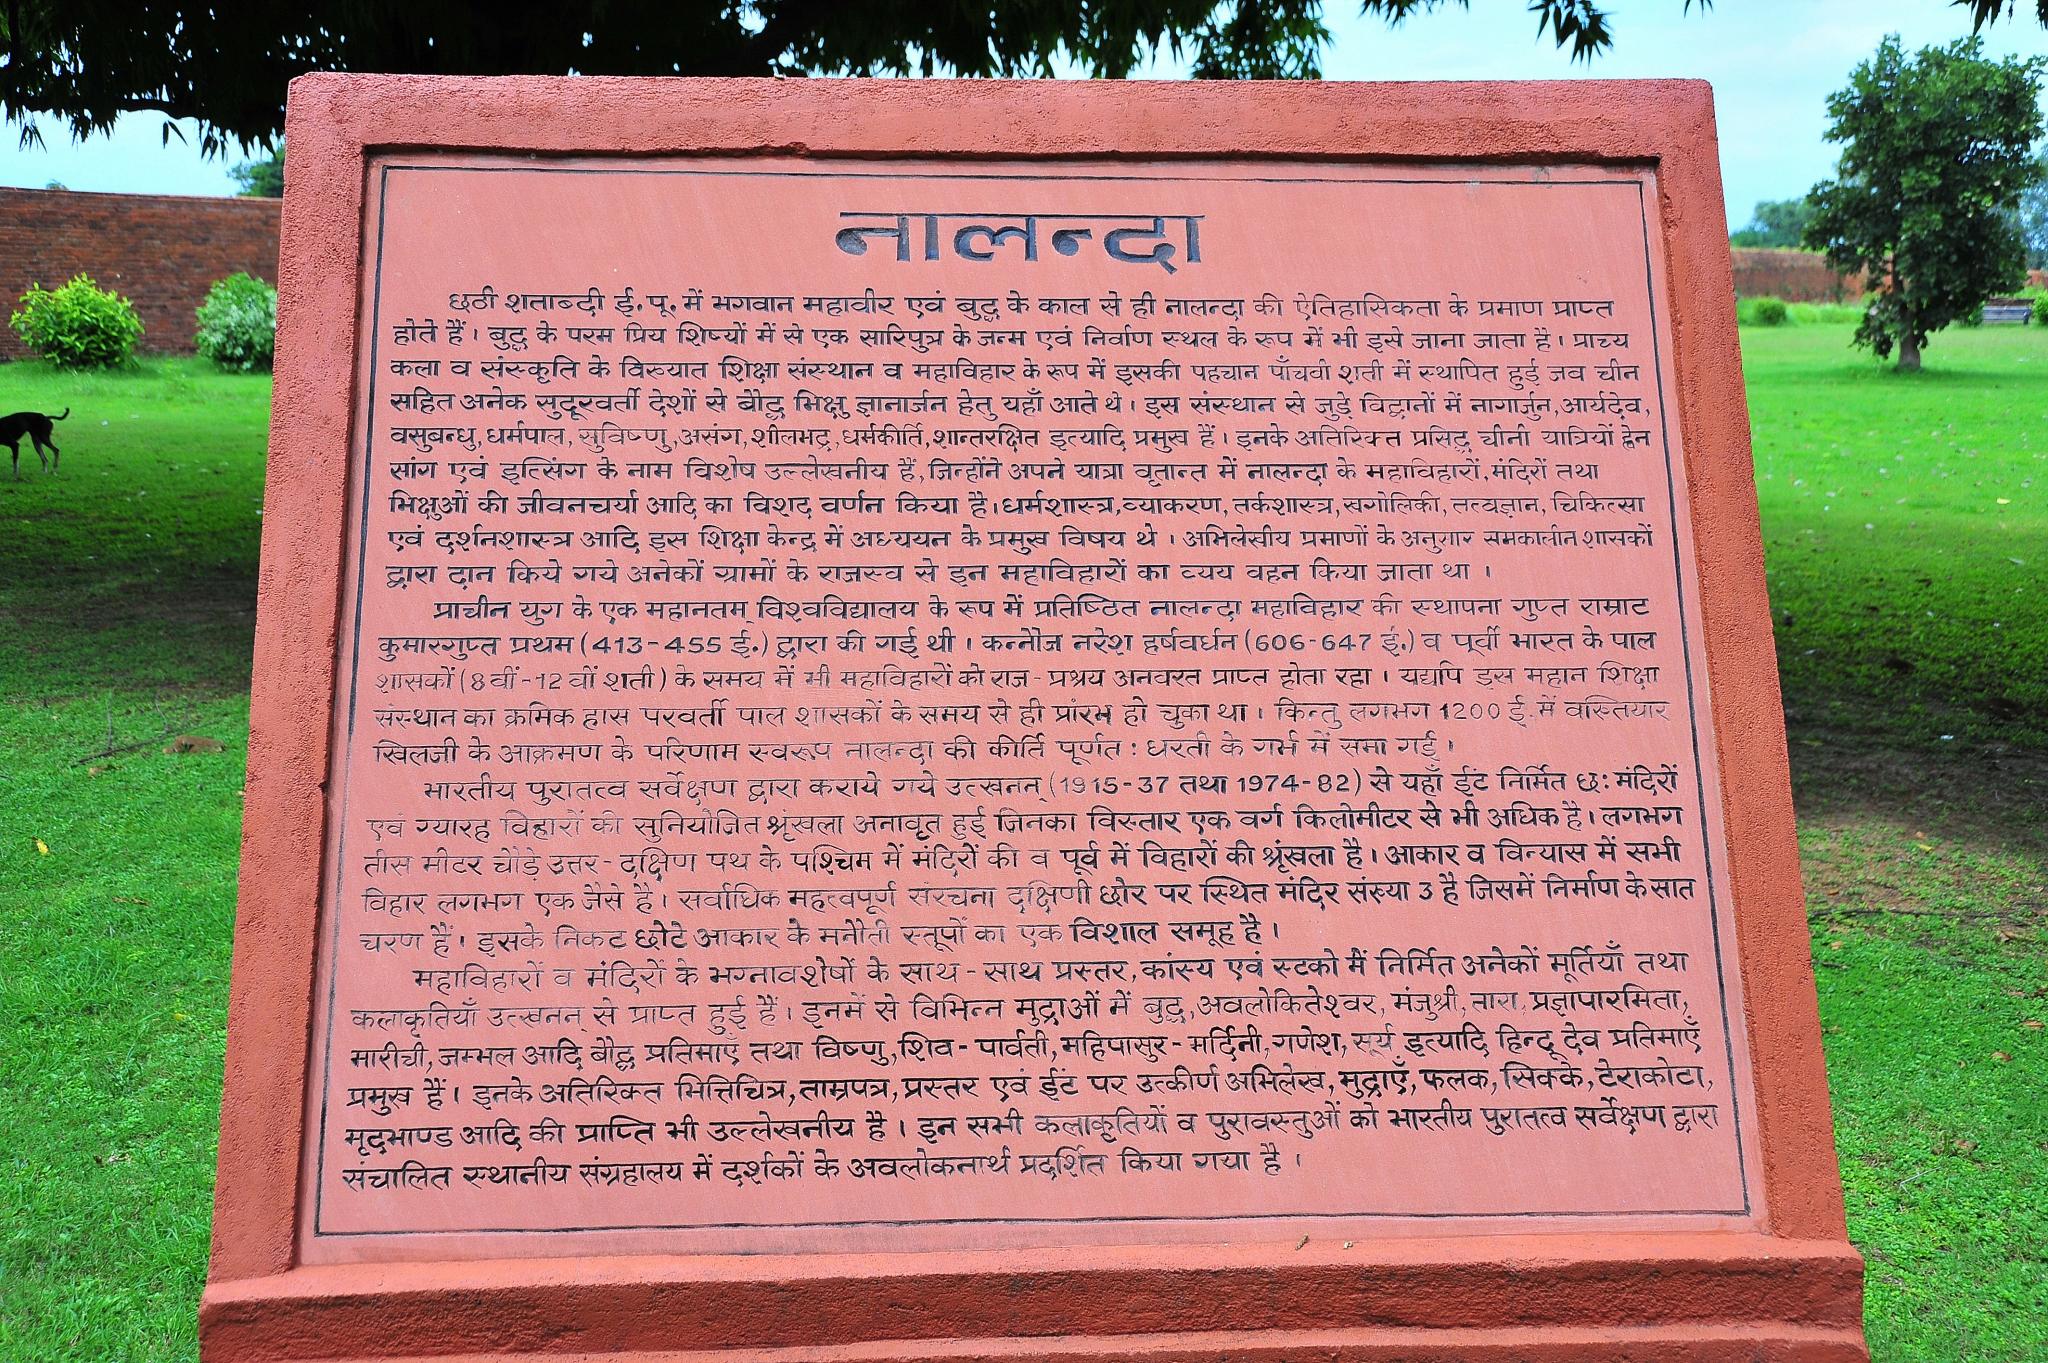 नालन्दा
छठी शताब्दी ई.पू. में भगवान महावीर एवं बुद्ध के काल से ही नालन्दा की ऐतिहासिकता के प्रमाण प्राप्त
होते हैं। बुद्ध के परम प्रिय शिष्यों में से एक सारिपुत्र के जन्म एवं निर्वाण स्थल के रूप में भी इसे जाना जाता है। प्राच्य
कला व संस्कृति के विख्यात शिक्षा संस्थान व महाविहार के रूप में इसकी पहचान पाँचवी शती में स्थापित हुई जब चीन
सहित अनेक सुदूरवर्ती देशों से बौद्ध भिक्षु ज्ञानार्जन हेतु यहाँ आते थे। इस संस्थान से जुड़े विद्वानों में नागार्जुन, आर्यदेव,
वसुबन्धु, धर्मपाल, सुविष्णु, असंग, शीलभद्र, धर्मकीर्ति, शान्तरक्षित इत्यादि प्रमुख हैं। इनके अतिरिक्त प्रसिद्ध चीनी यात्रियों ह्वेन
सांग एवं इत्सिंग के नाम विशेष उल्लेखनीय हैं, जिन्होंने अपने यात्रा वृतान्त में नालन्दा के महाविहारों, मंदिरों तथा
भिक्षुओं की जीवनचर्या आदि का विशद वर्णन किया है। धर्मशास्त्र, व्याकरण, तर्कशास्त्र, खगोलिकी, तत्वज्ञान, चिकित्सा
एवं दर्शनशास्त्र आदि इस शिक्षा केन्द्र में अध्ययन के प्रमुख विषय थे। अभिलेखीय प्रमाणों के अनुसार समकालीन शासकों
द्वारा दान किये गये अनेकों ग्रामों के राजस्व से इन महाविहारों का व्यय वहन किया जाता था।
प्राचीन युग के एक महानतम् विश्वविद्यालय के रूप में प्रतिष्ठित नालन्दा महाविहार की स्थापना गुप्त सम्राट
कुमारगुप्त प्रथम (413-455 ई.) द्वारा की गई थी। कन्नौज नरेश हर्षवर्धन (606-647 ई.) व पूर्वी भारत के पाल
शासकों (8वीं-12वीं शती) के समय में भी महाविहारों को राज-प्रश्रय अनवरत प्राप्त होता रहा। यद्यपि इस महान शिक्षा
संस्थान का क्रमिक हास परवर्ती पाल शासकों के समय से ही प्रांरभ हो चुका था। किन्तु लगभग 1200 ई. में वख्तियार
खिलजी के आक्रमण के परिणाम स्वरूप नालन्दा की कीर्ति पूर्णत: धरती के गर्भ में समा गई।
भारतीय पुरातत्व सर्वेक्षण द्वारा कराये गये उत्खनन् (1915-37 तथा 1974-82) से यहाँ ईंट निर्मित छ: मंदिरों
एवं ग्यारह विहारों की सुनियोजित श्रृंखला अनावृत हुई जिनका विस्तार एक वर्ग किलोमीटर से भी अधिक है। लगभग
तीस मीटर चौड़े उत्तर-दक्षिण पथ के पश्चिम में मंदिरों की व पूर्व में विहारों की श्रृंखला है। आकार व विन्यास में सभी
विहार लगभग एक जैसे है। सर्वाधिक महत्वपूर्ण संरचना दक्षिणी छोर पर स्थित मंदिर संख्या 3 है जिसमें निर्माण के सात
चरण हैं। इसके निकट छोटे आकार के मनौती स्तूपों का एक विशाल समूह है।
महाविहारों व मंदिरों के भग्नावशेषों के साथ-साथ प्रस्तर, कांस्य एवं स्टको में निर्मित अनेकों मूर्तियाँ तथा
कलाकृतियाँ उत्खनन् से प्राप्त हुई हैं। इनमें से विभिन्न मुद्राओं में बुद्ध, अवलोकितेश्वर, मंजुश्री, तारा, प्रज्ञापारमिता,
मारीची, जम्भल आदि बौद्ध प्रतिमाएँ तथा विष्णु, शिव-पार्वती, महिषासुर-मर्दिनी, गणेश, सूर्य इत्यादि हिन्दू देव प्रतिमाएँ
प्रमुख हैं। इनके अतिरिक्त भित्तिचित्र, ताम्रपत्र, प्रस्तर एवं ईंट पर उत्कीर्ण अभिलेख, मुद्राएँ, फलक, सिक्के, टेराकोटा,
मृदभाण्ड आदि की प्राप्ति भी उल्लेखनीय है। इन सभी कलाकृतियों व पुरावस्तुओं को भारतीय पुरातत्व सर्वेक्षण द्वारा
संचालित स्थानीय संग्रहालय में दर्शकों के अवलोकनार्थ प्रदर्शित किया गया है।